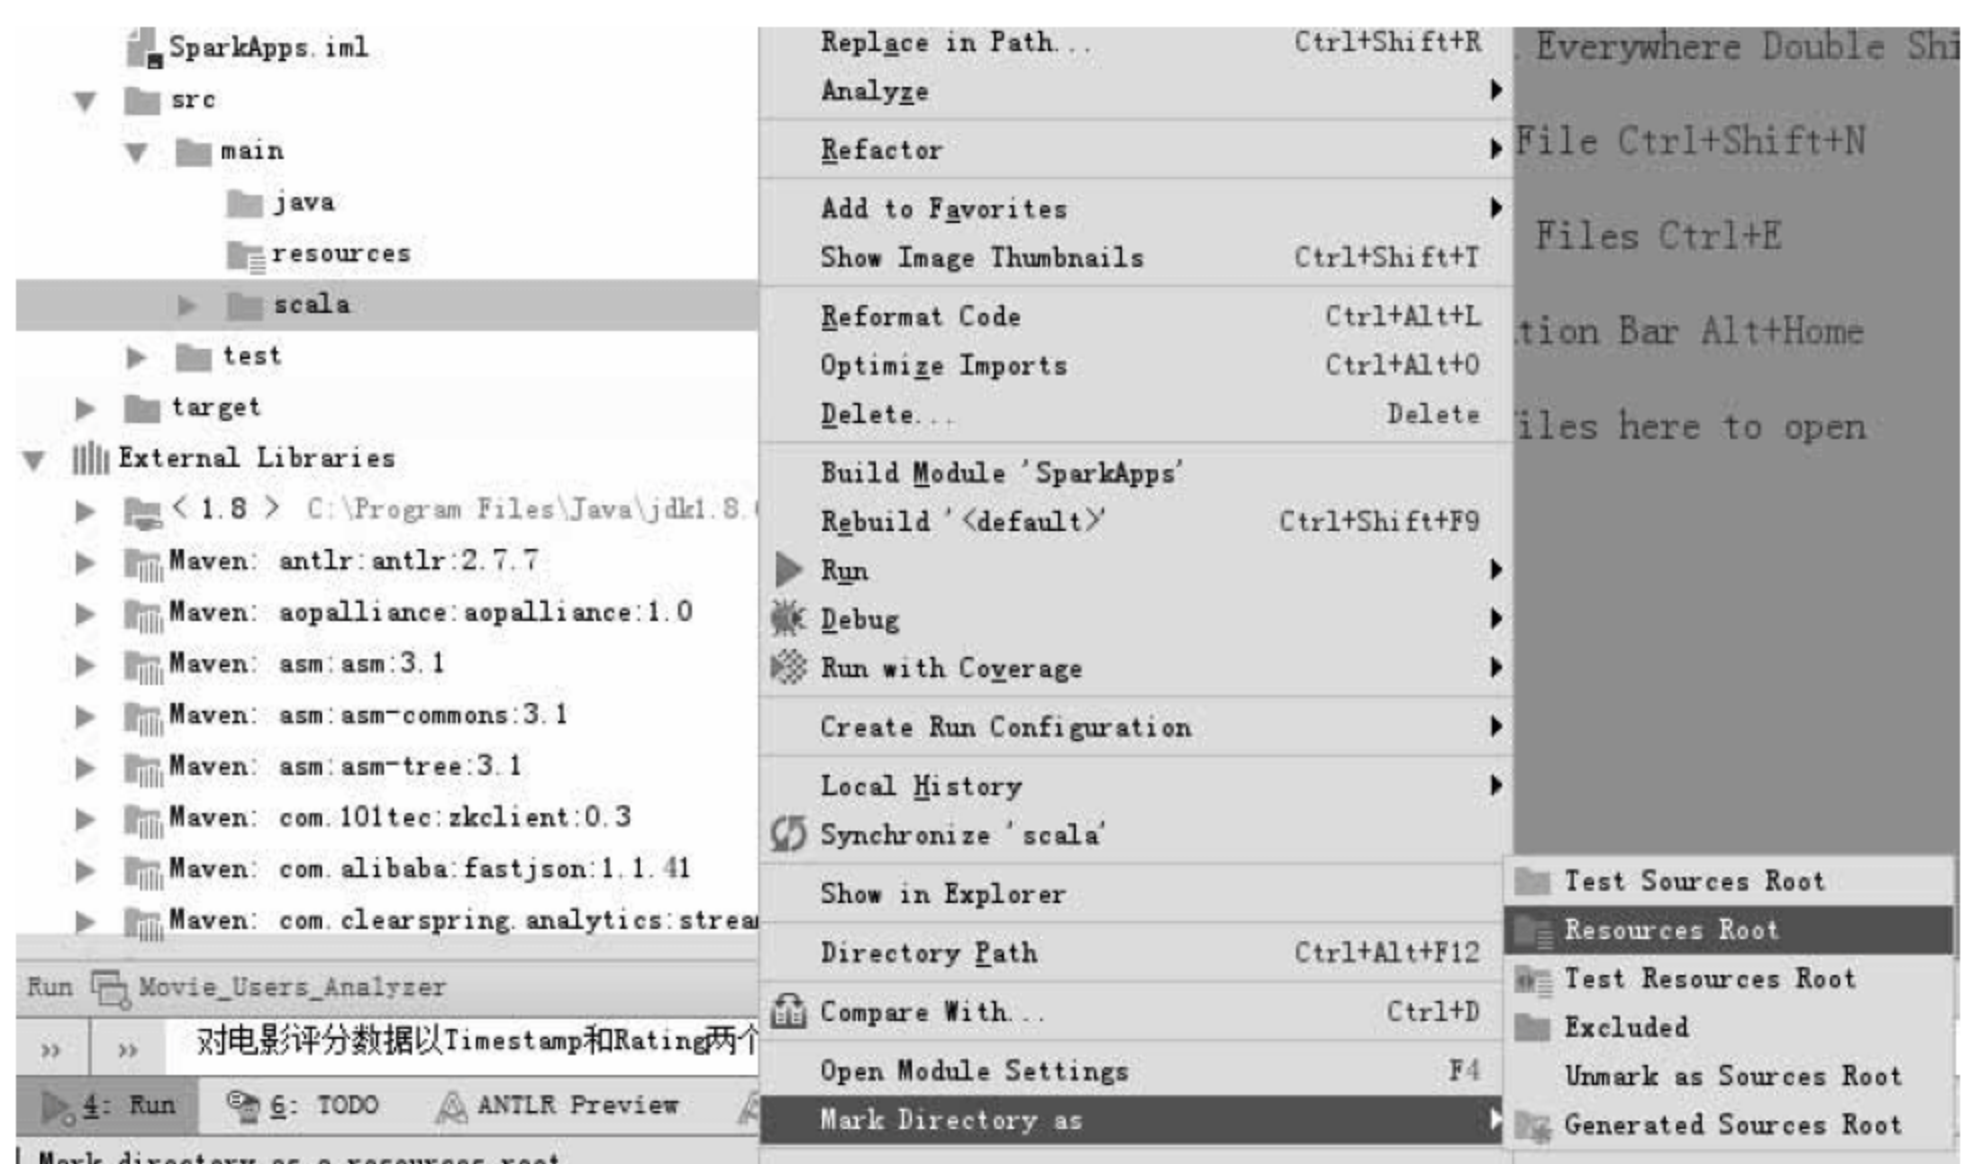 SparkApps.iml
src
main
java
resources
scala
test
target
External Libraries
< 1.8 > C:\Program Files\Java\jdk1.8.
Maven: antlr:antlr:2.7.7
Maven: aopalliance:aopalliance:1.0
Maven: asm:asm:3.1
Maven: asm:asm-commons:3.1
Maven: asm:asm-tree:3.1
Maven: com.101tec:zkclient:0.3
Maven: com.alibaba:fastjson:1.1.41
Maven: com.clearspring.analytics:strea
Run Movie_Users_Analyzer
对电影评分数据以Timestamp和Rating两个
4: Run 6: TODO ANTLR Preview
Mark directory as a resources root
Replace in Path... Ctrl+Shift+R
Analyze
Refactor
Add to Favorites
Show Image Thumbnails Ctrl+Shift+T
Reformat Code Ctrl+Alt+L
Optimize Imports Ctrl+Alt+O
Delete... Delete
Build Module 'SparkApps'
Rebuild '<default>' Ctrl+Shift+F9
Run
Debug
Run with Coverage
Create Run Configuration
Local History
Synchronize 'scala'
Show in Explorer
Directory Path Ctrl+Alt+F12
Compare With... Ctrl+D
Open Module Settings F4
Mark Directory as
Everywhere Double Shi
File Ctrl+Shift+N
Files Ctrl+E
tion Bar Alt+Home
iles here to open
Test Sources Root
Resources Root
Test Resources Root
Excluded
Unmark as Sources Root
Generated Sources Root